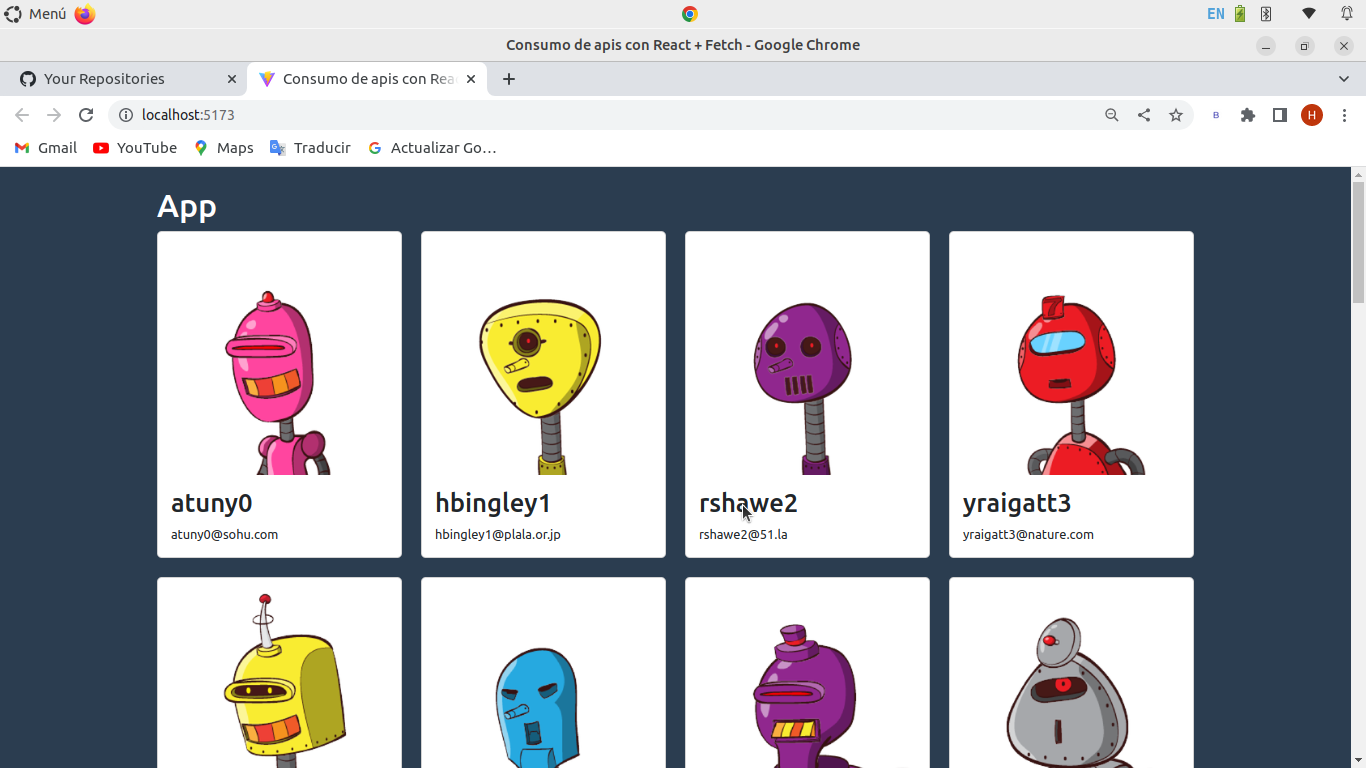 Menú
EN
Consumo de apis con React + Fetch - Google Chrome
Your Repositories
Consumo de apis con Rea
localhost:5173
B
H
Gmail
YouTube
Maps
Traducir
Actualizar Go…
App
7
atuny0
hbingley1
rshawe2
yraigatt3
atuny0@sohu.com
hbingley1@plala.or.jp
rshawe2@51.la
yraigatt3@nature.com